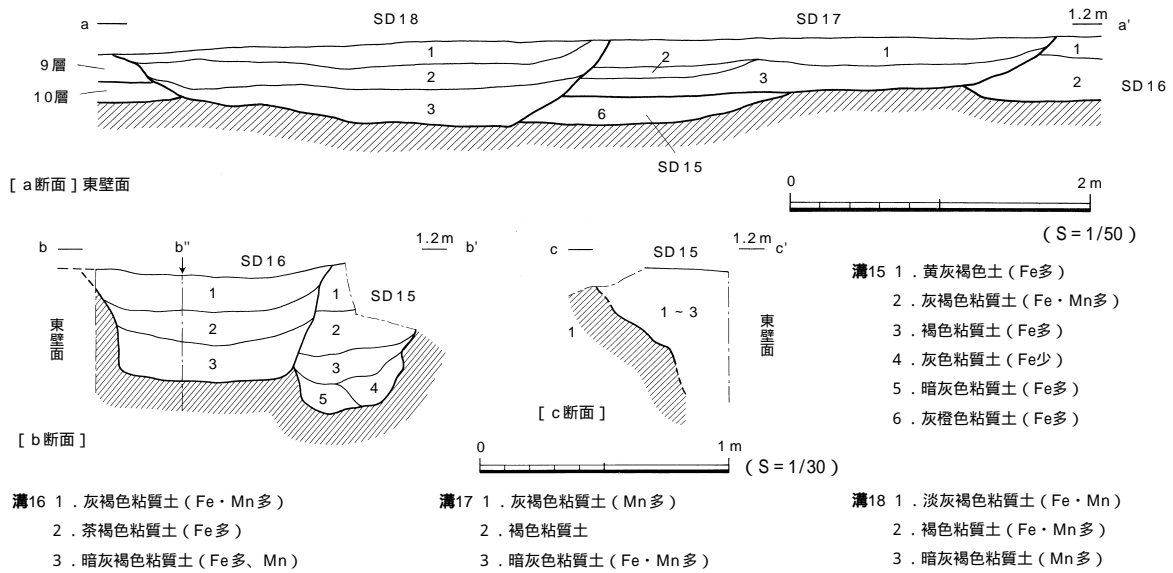 a SD18 SD17 1.2m a'
1 2 1 1
9層 2 3 2 SD16
10層 3 6
SD15
[a断面]東壁面
0 2m
(S=1/50)
b b" 1.2m b' c SD15 1.2m c'
SD16
1 1 SD15
2 2
3 3
5 4
東壁面
1 1~3 東壁面
[b断面] [c断面]
0 1m
(S=1/30)
溝15 1.黄灰褐色土(Fe多)
2.灰褐色粘質土(Fe・Mn多)
3.褐色粘質土(Fe多)
4.灰色粘質土(Fe少)
5.暗灰色粘質土(Fe多)
6.灰橙色粘質土(Fe多)
溝16 1.灰褐色粘質土(Fe・Mn多)
2.茶褐色粘質土(Fe多)
3.暗灰褐色粘質土(Fe多、Mn)
溝17 1.灰褐色粘質土(Mn多)
2.褐色粘質土
3.暗灰色粘質土(Fe・Mn多)
溝18 1.淡灰褐色粘質土(Fe・Mn)
2.褐色粘質土(Fe・Mn多)
3.暗灰褐色粘質土(Mn多)